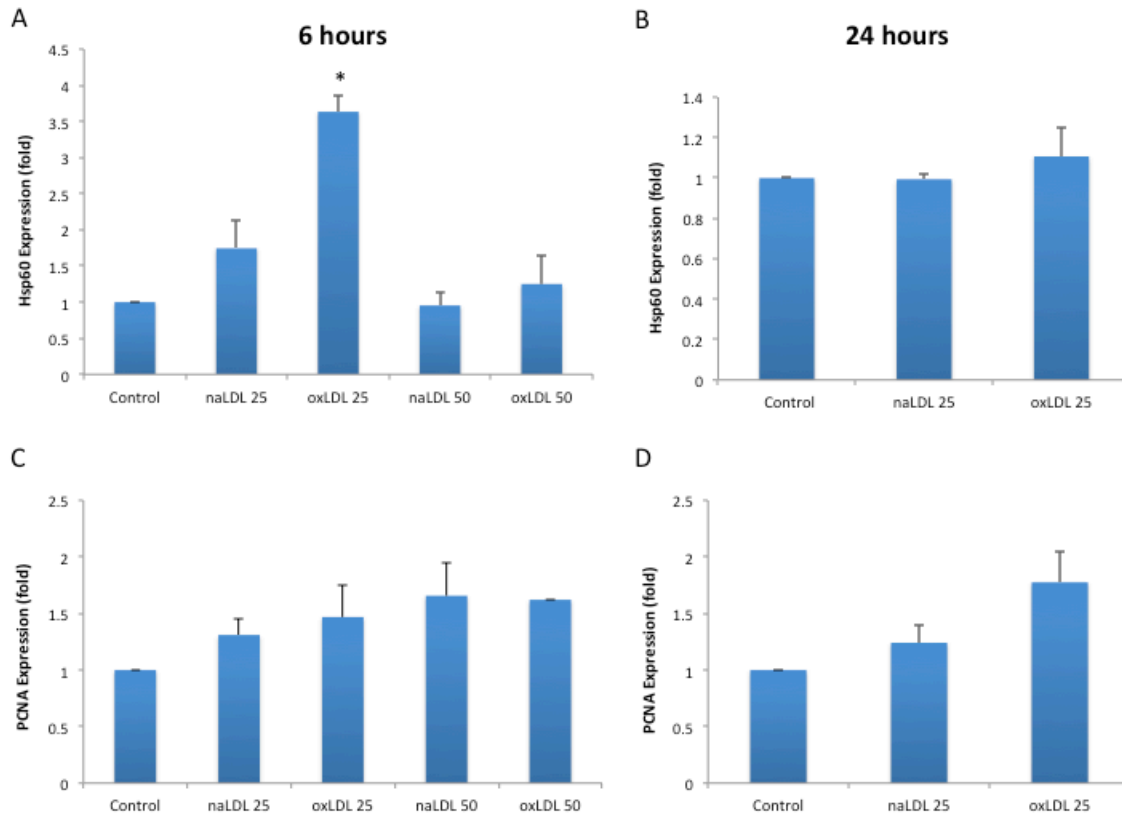 A
6 hours
Hsp60 Expression (fold)
4.5
4
3.5
3
2.5
2
1.5
1
0.5
0
*
Control naLDL 25 oxLDL 25 naLDL 50 oxLDL 50
B
24 hours
Hsp60 Expression (fold)
1.4
1.2
1
0.8
0.6
0.4
0.2
0
Control naLDL 25 oxLDL 25
C
PCNA Expression (fold)
2.5
2
1.5
1
0.5
0
Control naLDL 25 oxLDL 25 naLDL 50 oxLDL 50
D
PCNA Expression (fold)
2.5
2
1.5
1
0.5
0
Control naLDL 25 oxLDL 25